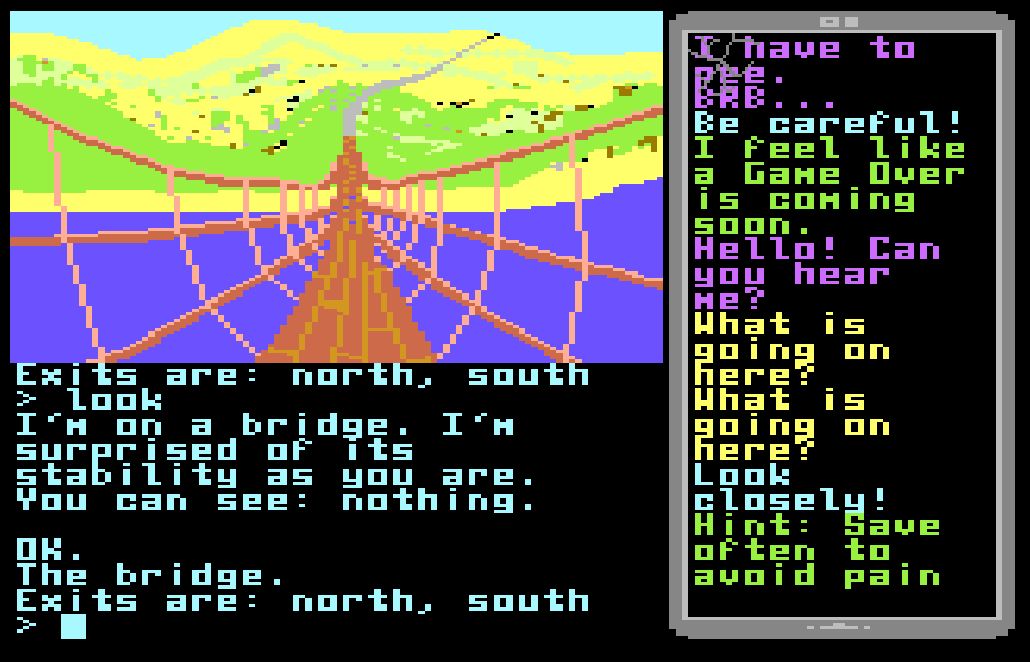 Exits are: north, south
> look
I'm on a bridge. I'm
surprised of its
stability as you are.
You can see: nothing.
OK.
The bridge.
Exits are: north, south
>
I have to
pee.
BRB...
Be careful!
I feel like
a Game Over
is coming
soon.
Hello! Can
you hear
me?
What is
going on
here?
What is
going on
here?
Look
closely!
Hint: Save
often to
avoid pain